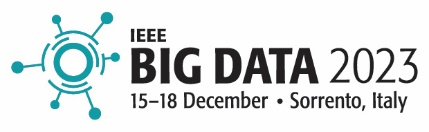 IEEE
BIG DATA 2023
15–18 December • Sorrento, Italy